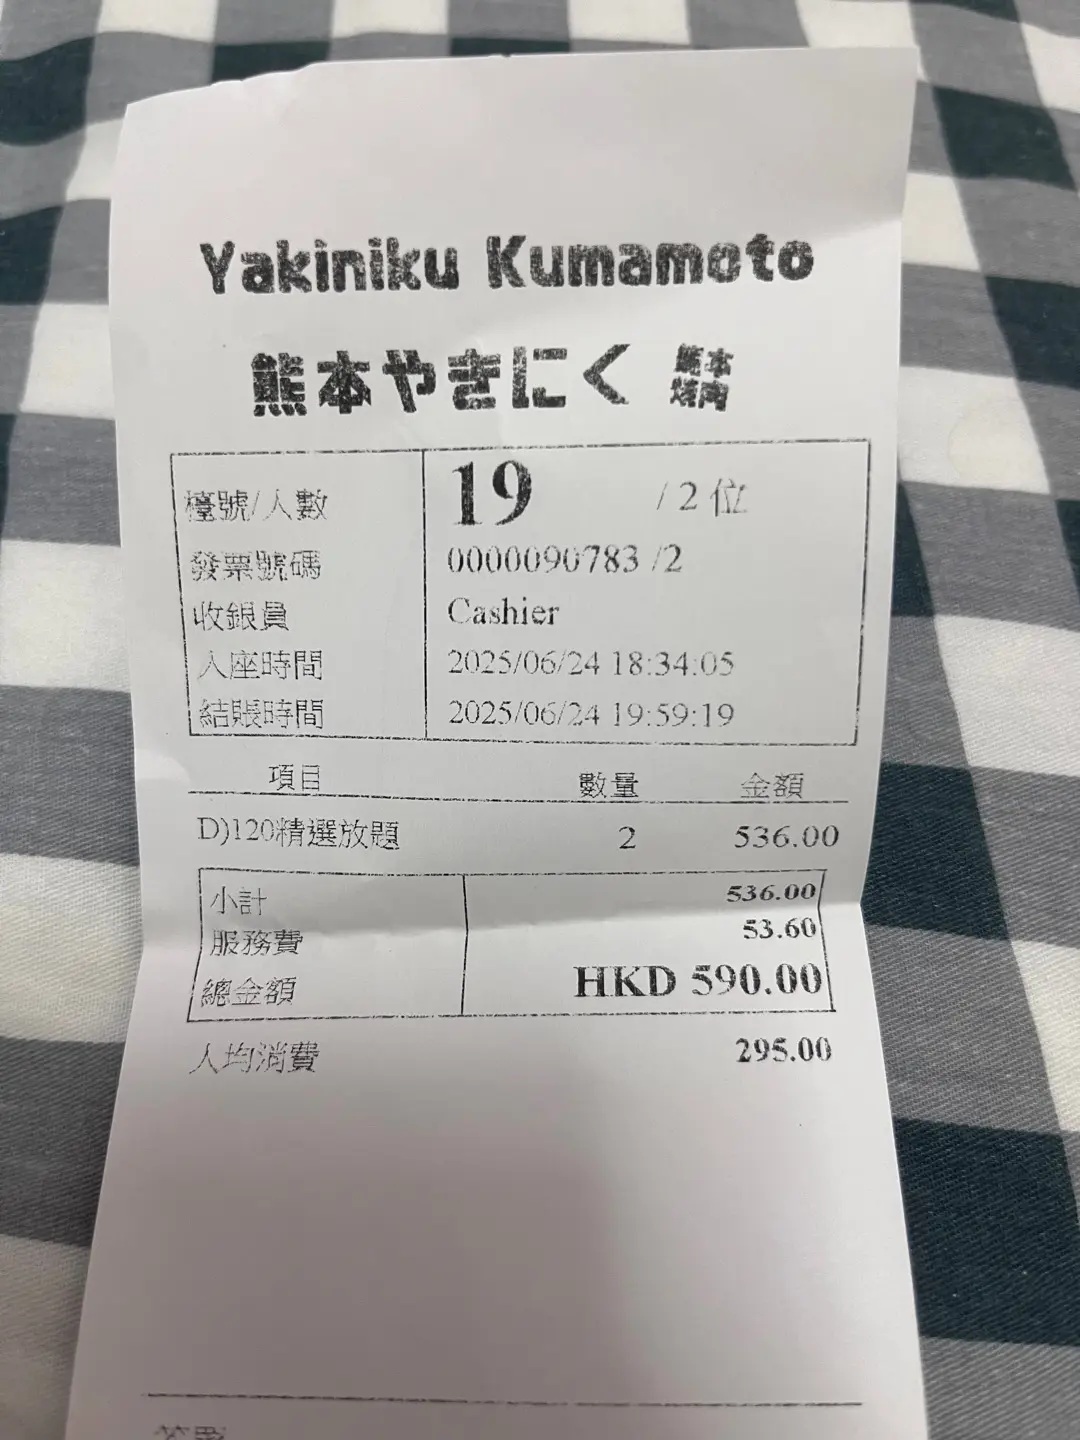 Yakiniku Kumamoto
熊本やきにく 熊本焼肉
檯號/人數 19 / 2 位
發票號碼 0000090783 /2
收銀員 Cashier
入座時間 2025/06/24 18:34:05
結賬時間 2025/06/24 19:59:19
項目 數量 金額
D)120精選放題 2 536.00
小計 536.00
服務費 53.60
總金額 HKD 590.00
人均消費 295.00